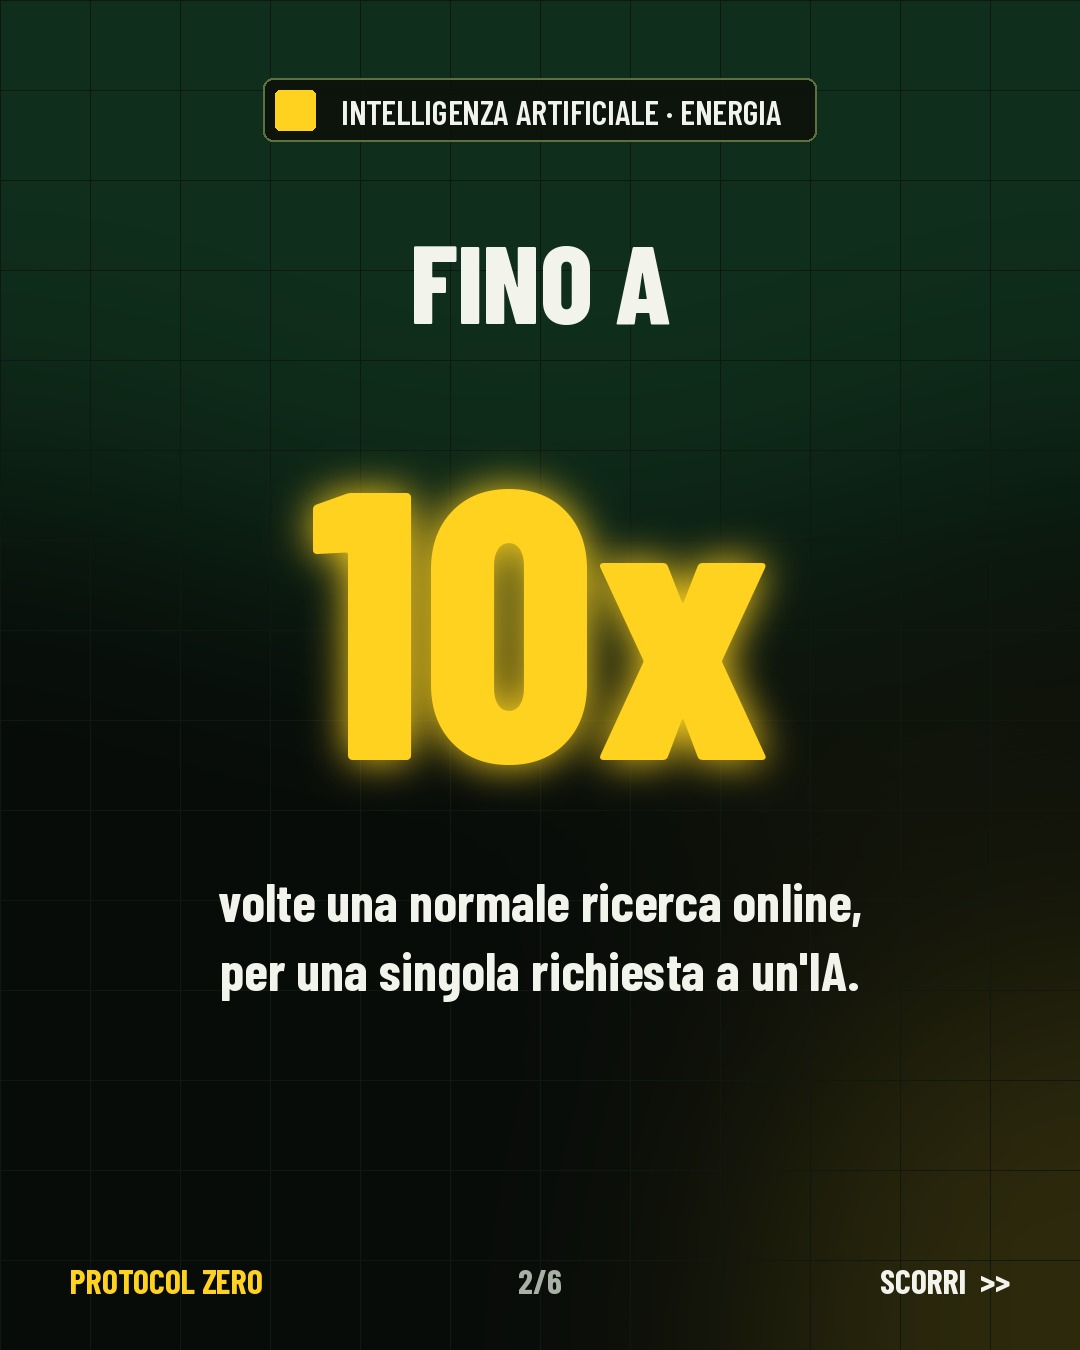 INTELLIGENZA ARTIFICIALE · ENERGIA
FINO A
10x
volte una normale ricerca online,
per una singola richiesta a un'IA.
PROTOCOL ZERO
2/6
SCORRI >>